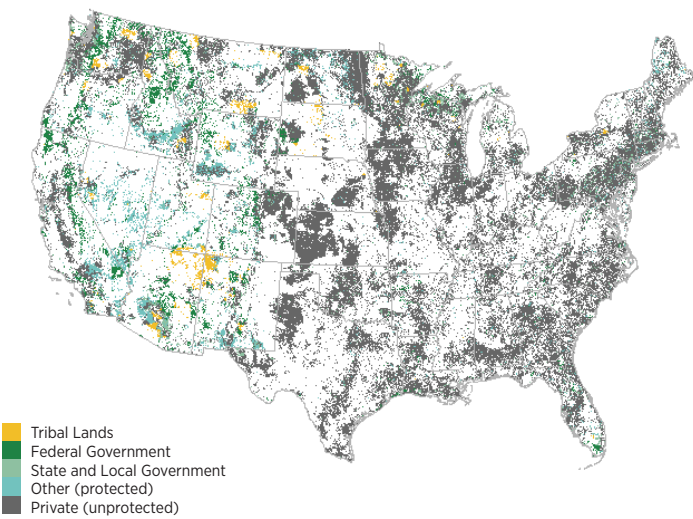 Tribal Lands
Federal Government
State and Local Government
Other (protected)
Private (unprotected)